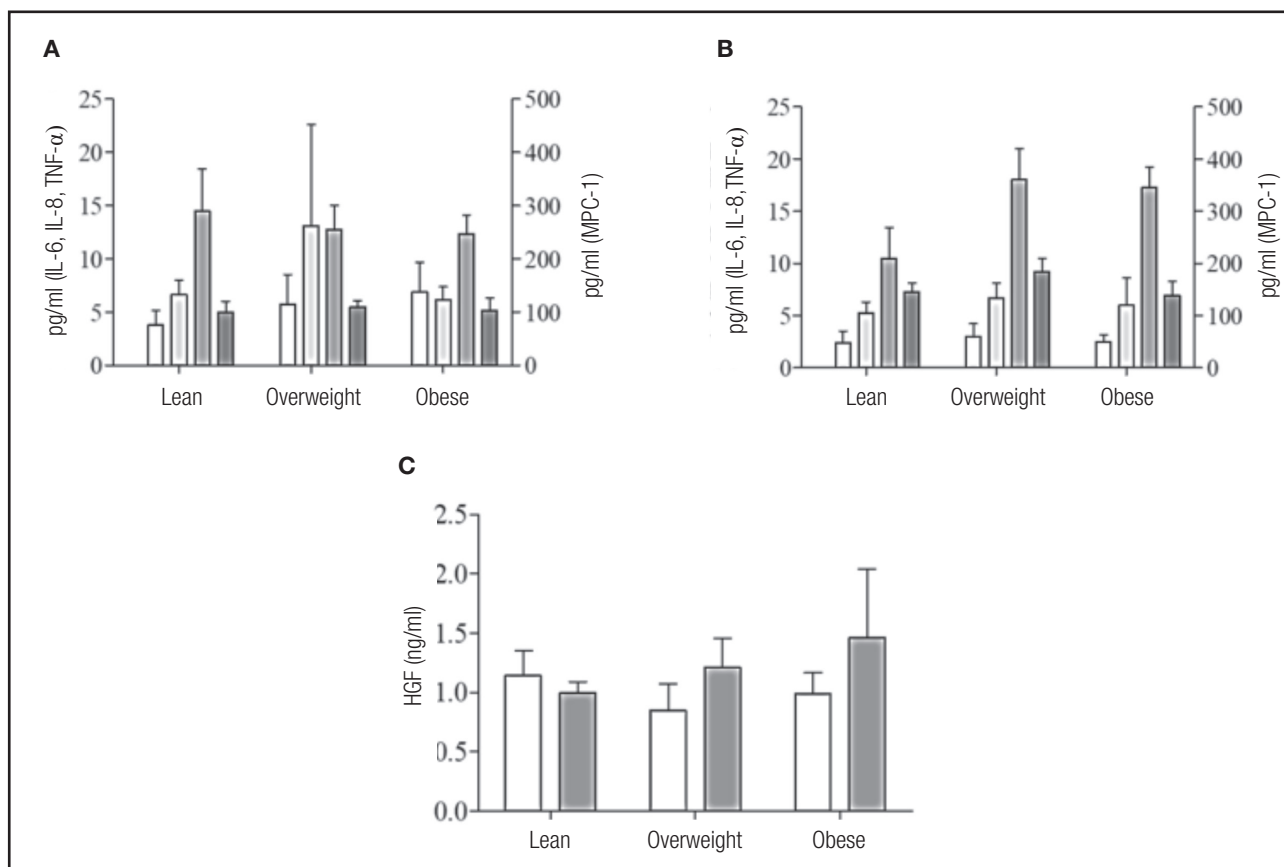 A
25
20
15
10
5
0
pg/ml (IL-6, IL-8, TNF-α)
500
400
300
200
100
0
pg/ml (MPC-1)
Lean Overweight Obese
B
25
20
15
10
5
0
pg/ml (IL-6, IL-8,TNF-α)
500
400
300
200
100
0
pg/ml (MPC-1)
Lean Overweight Obese
C
2.5
2.0
1.5
1.0
0.5
0.0
HGF (ng/ml)
Lean Overweight Obese